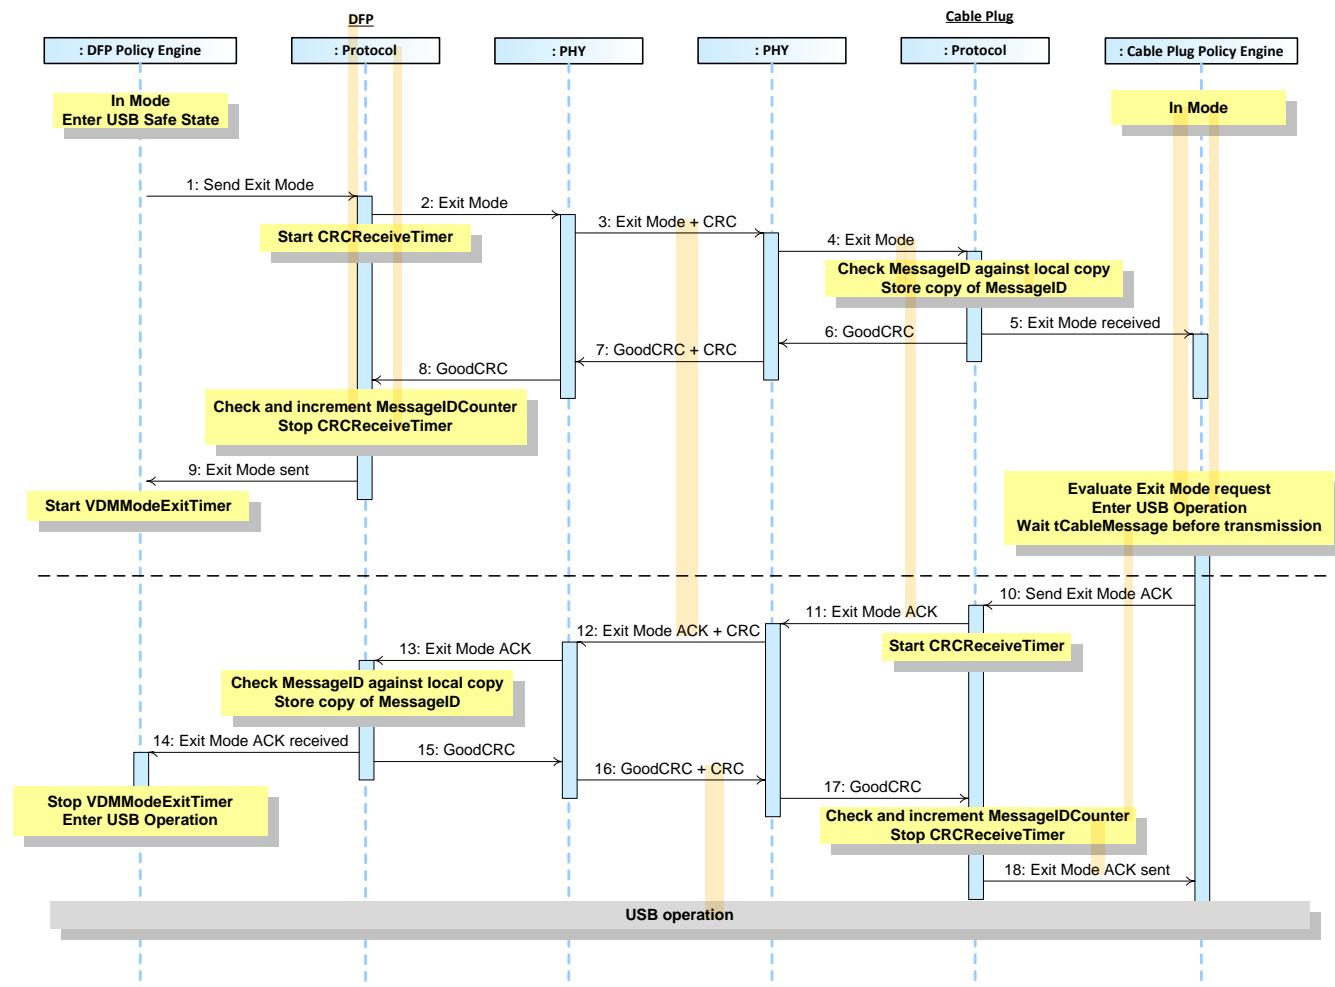 DFP
Cable Plug
: DFP Policy Engine
: Protocol
: PHY
: PHY
: Protocol
: Cable Plug Policy Engine
In Mode
Enter USB Safe State
In Mode
1: Send Exit Mode
2: Exit Mode
Start CRCReceiveTimer
3: Exit Mode + CRC
4: Exit Mode
Check MessageID against local copy
Store copy of MessageID
5: Exit Mode received
6: GoodCRC
7: GoodCRC + CRC
8: GoodCRC
Check and increment MessageIDCounter
Stop CRCReceiveTimer
9: Exit Mode sent
Start VDMModeExitTimer
Evaluate Exit Mode request
Enter USB Operation
Wait tCableMessage before transmission
10: Send Exit Mode ACK
11: Exit Mode ACK
Start CRCReceiveTimer
12: Exit Mode ACK + CRC
13: Exit Mode ACK
Check MessageID against local copy
Store copy of MessageID
14: Exit Mode ACK received
15: GoodCRC
16: GoodCRC + CRC
17: GoodCRC
Stop VDMModeExitTimer
Enter USB Operation
Check and increment MessageIDCounter
Stop CRCReceiveTimer
18: Exit Mode ACK sent
USB operation